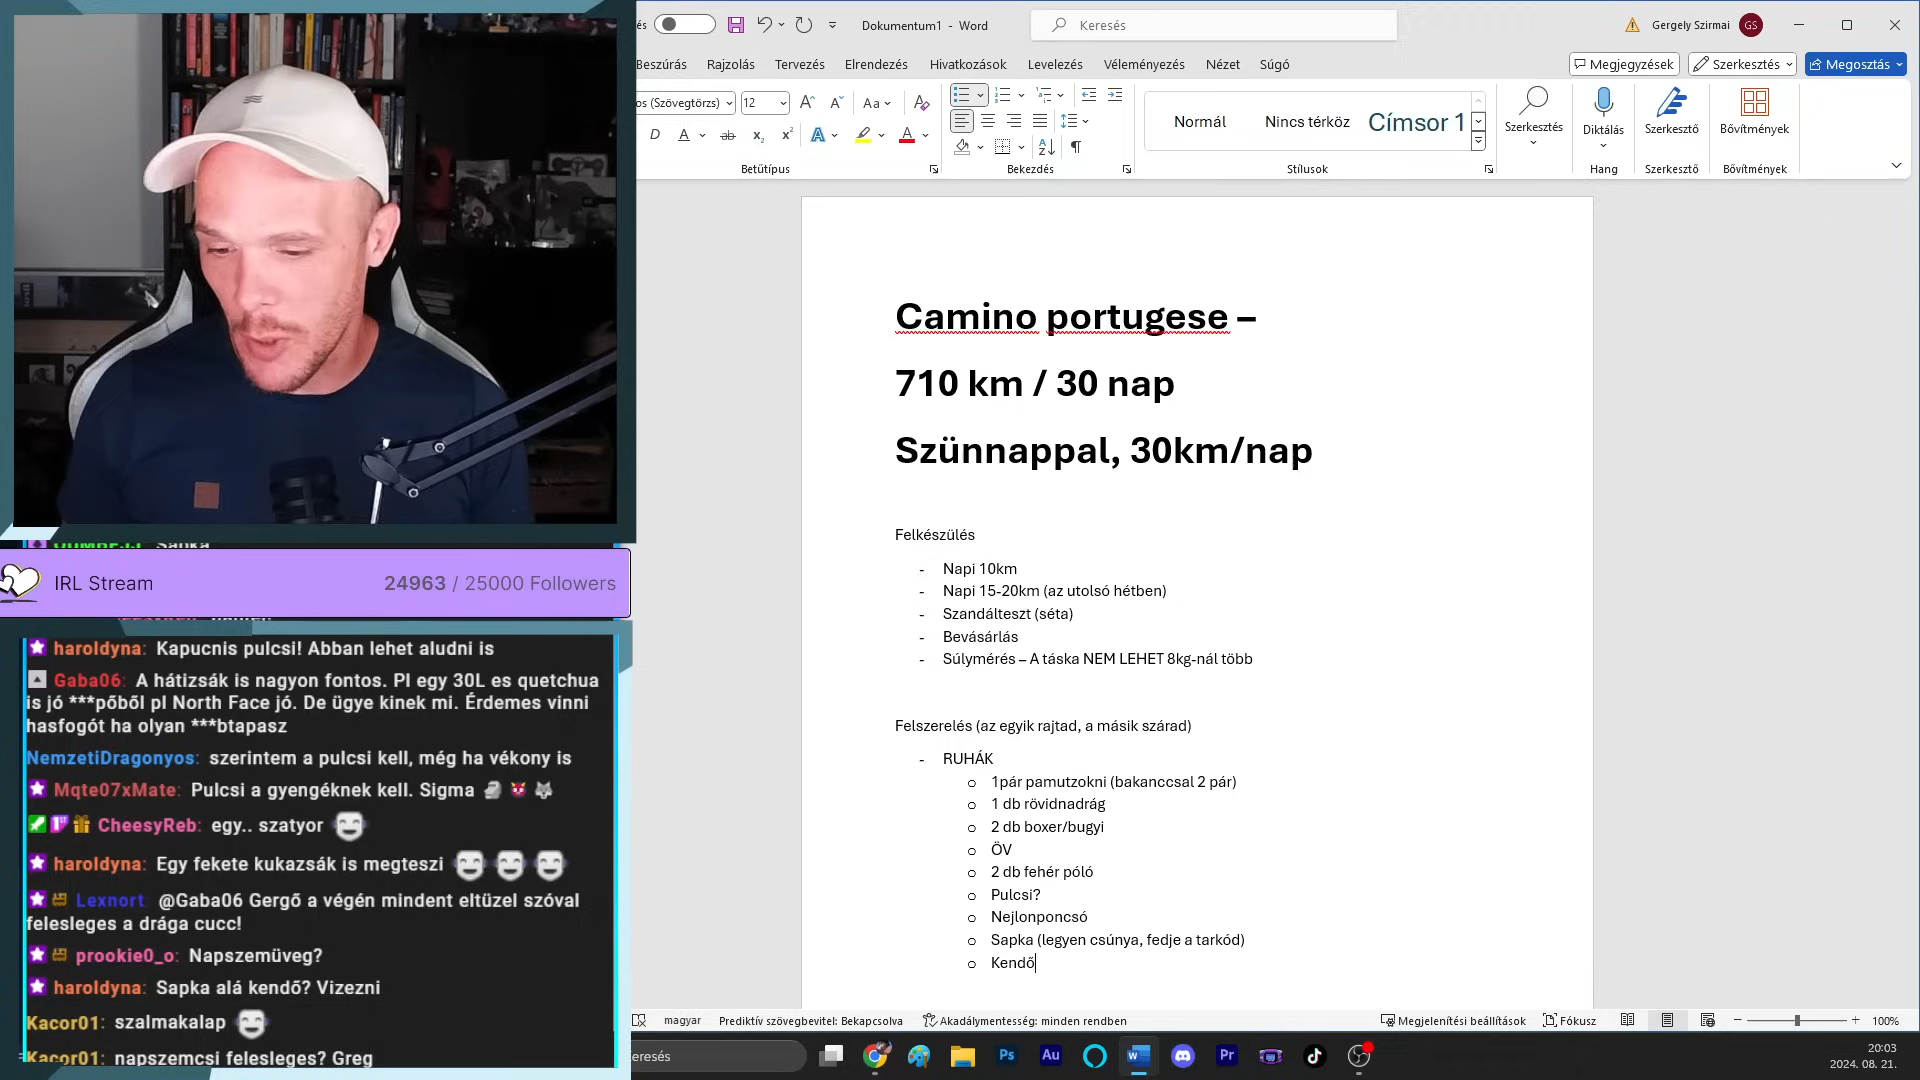 és
Dokumentum1 - Word
Keresés
Gergely Szirmai
GS
Beszúrás
Rajzolás
Tervezés
Elrendezés
Hivatkozások
Levelezés
Véleményezés
Nézet
Súgó
Megjegyzések
Szerkesztés
Megosztás
os (Szövegtörzs)
12
Normál
Nincs térköz
Címsor 1
Szerkesztés
Diktálás
Szerkesztő
Bővítmények
Betűtípus
Bekezdés
Stílusok
Hang
Szerkesztő
Bővítmények
Camino portugese –
710 km / 30 nap
Szünnappal, 30km/nap
Felkészülés
- Napi 10km
- Napi 15-20km (az utolsó hétben)
- Szandálteszt (séta)
- Bevásárlás
- Súlymérés – A táska NEM LEHET 8kg-nál több
Felszerelés (az egyik rajtad, a másik szárad)
- RUHÁK
o 1pár pamutzokni (bakanccsal 2 pár)
o 1 db rövidnadrág
o 2 db boxer/bugyi
o ÖV
o 2 db fehér póló
o Pulcsi?
o Nejlonponcsó
o Sapka (legyen csúnya, fedje a tarkód)
o Kendő
IRL Stream
24963 / 25000 Followers
haroldyna: Kapucnis pulcsi! Abban lehet aludni is
Gaba06: A hátizsák is nagyon fontos. Pl egy 30L es quetchua
is jó ***pőből pl North Face jó. De ügye kinek mi. Érdemes vinni
hasfogót ha olyan ***btapasz
NemzetiDragonyos: szerintem a pulcsi kell, még ha vékony is
Mqte07xMate: Pulcsi a gyengéknek kell. Sigma
CheesyReb: egy.. szatyor
haroldyna: Egy fekete kukazsák is megteszi
Lexnort: @Gaba06 Gergő a végén mindent eltüzel szóval
felesleges a drága cucc!
prookie0_o: Napszemüveg?
haroldyna: Sapka alá kendő? Vizezni
Kacor01: szalmakalap
Kacor01: napszemcsi felesleges? Greg
magyar
Prediktív szövegbevitel: Bekapcsolva
Akadálymentesség: minden rendben
Megjelenítési beállítások
Fókusz
100%
eresés
20:03
2024. 08. 21.